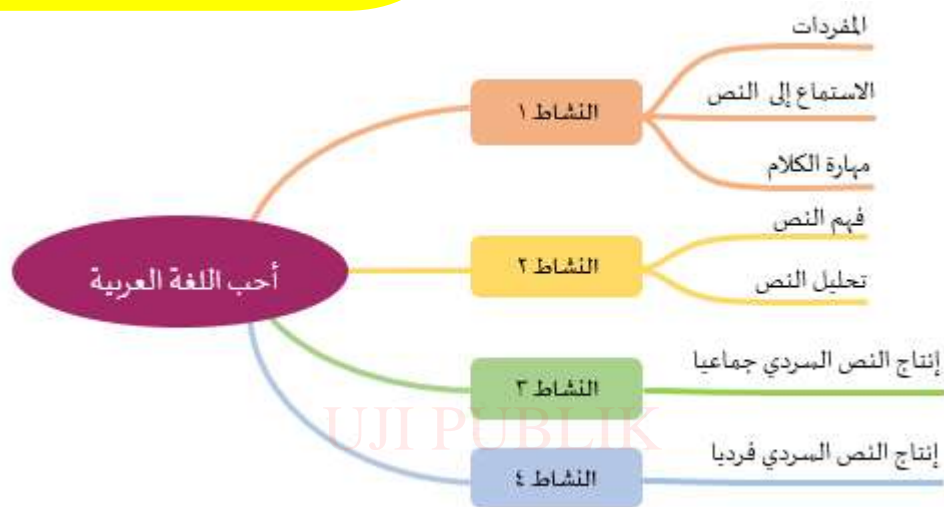 المفردات
الاستماع إلى النص
مهارة الكلام
النشاط ١
فهم النص
تحليل النص
النشاط ٢
أحب اللغة العربية
إنتاج النص السردي جماعيا
النشاط ٣
UJI PUBLIK
إنتاج النص السردي فرديا
النشاط ٤